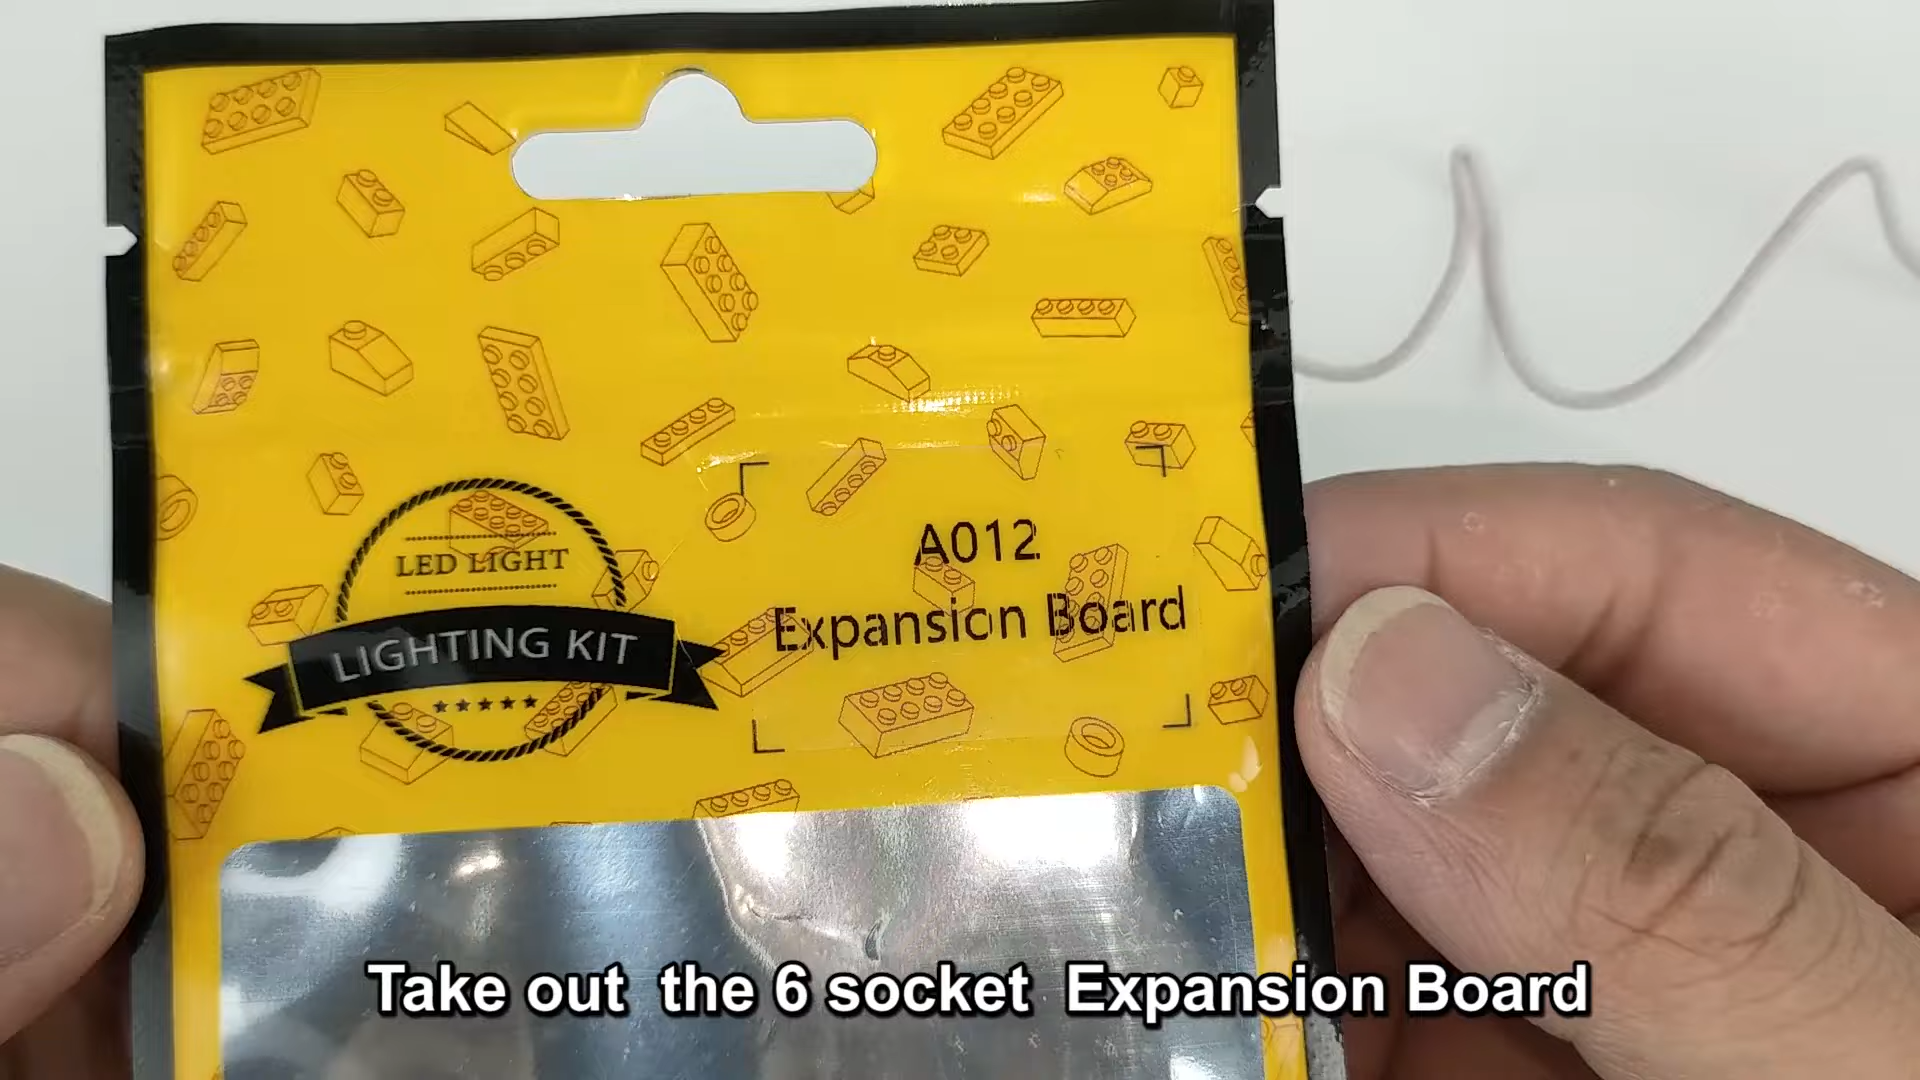 LED LIGHT
LIGHTING KIT
A012
Expansion Board
Take out the 6 socket Expansion Board